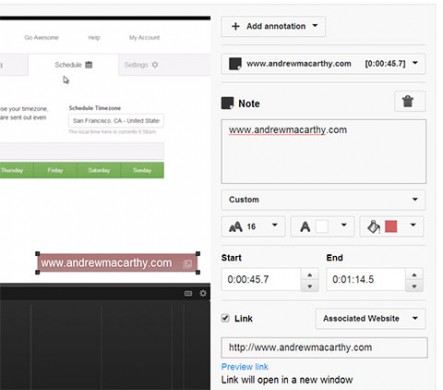 Go Awesome Help My Account
Schedule Settings
se your timezone,
are sent out even
Schedule Timezone
San Francisco, CA - United State
The local time here is currently
Thursday Friday Saturday Sunday
www.andrewmacarthy.com
+ Add annotation
www.andrewmacarthy.com [0:00:45.7]
Note
www.andrewmacarthy.com
Custom
AA 16 A
Start End
0:00:45.7 0:01:14.5
Link Associated Website
http://www.andrewmacarthy.com
Preview link
Link will open in a new window